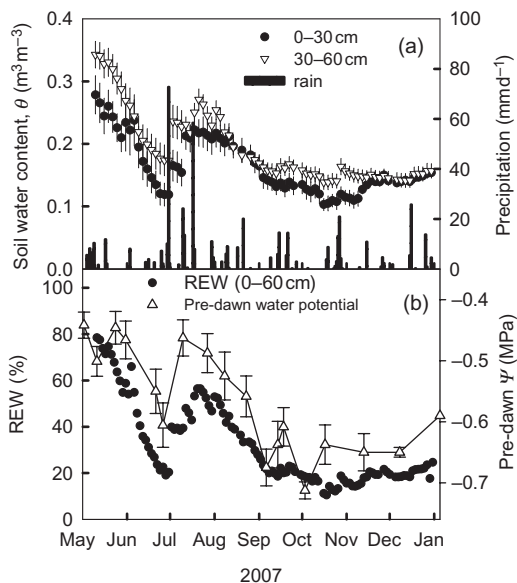 0.4
0.3
0.2
0.1
0.0
Soil water content, θ (m³ m⁻³)
0–30 cm
30–60 cm
rain
(a)
100
80
60
40
20
0
Precipitation (mm d⁻¹)
REW (0–60 cm)
Pre-dawn water potential
(b)
100
80
60
40
20
0
REW (%)
−0.4
−0.5
−0.6
−0.7
Pre-dawn Ψ (MPa)
May Jun Jul Aug Sep Oct Nov Dec Jan
2007